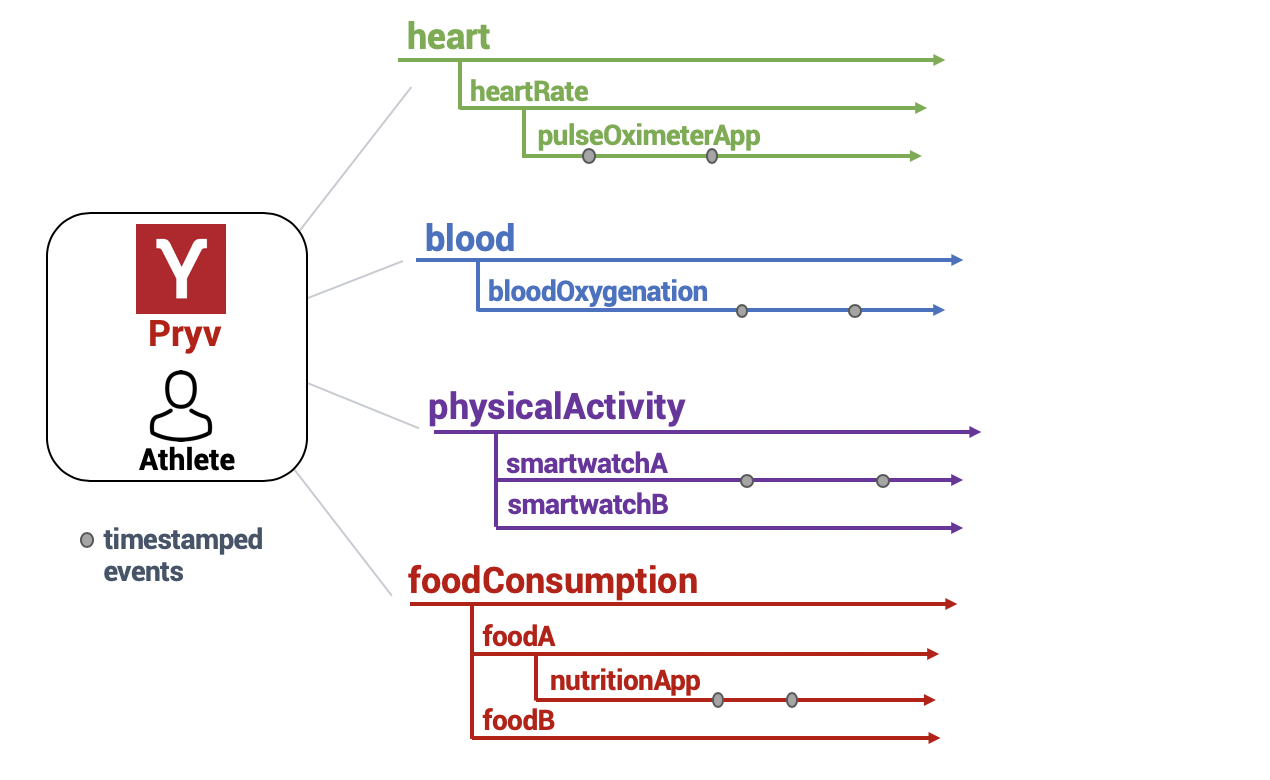 heart
heartRate
pulseOximeterApp
blood
bloodOxygenation
Pryv
Athlete
physicalActivity
smartwatchA
smartwatchB
timestamped
events
foodConsumption
foodA
nutritionApp
foodB